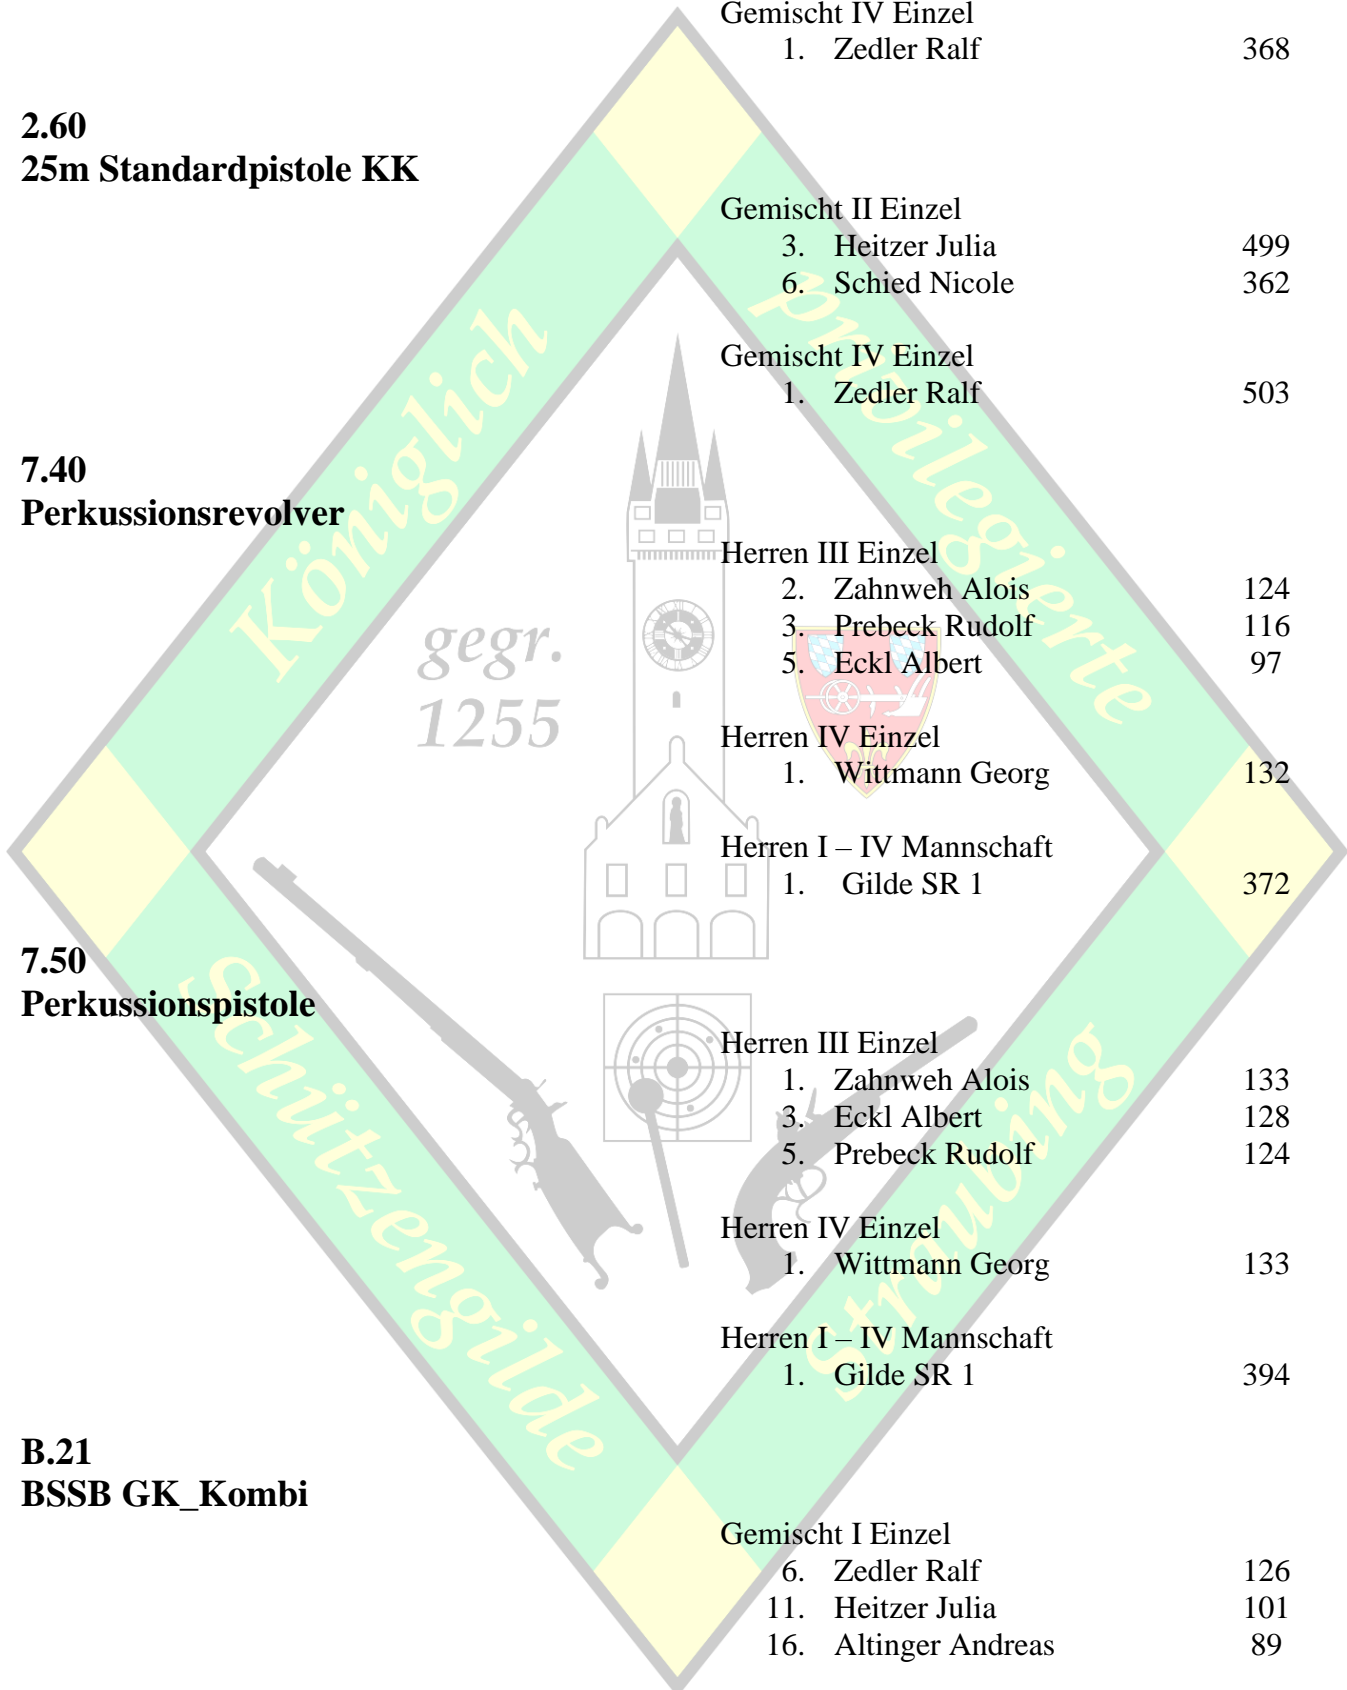 Gemischt IV Einzel
1. Zedler Ralf 368
2.60
25m Standardpistole KK
Gemischt II Einzel
3. Heitzer Julia 499
6. Schied Nicole 362
Gemischt IV Einzel
1. Zedler Ralf 503
7.40
Perkussionsrevolver
Herren III Einzel
2. Zahnweh Alois 124
3. Prebeck Rudolf 116
5. Eckl Albert 97
Herren IV Einzel
1. Wittmann Georg 132
Herren I – IV Mannschaft
1. Gilde SR 1 372
7.50
Perkussionspistole
Herren III Einzel
1. Zahnweh Alois 133
3. Eckl Albert 128
5. Prebeck Rudolf 124
Herren IV Einzel
1. Wittmann Georg 133
Herren I – IV Mannschaft
1. Gilde SR 1 394
B.21
BSSB GK_Kombi
Gemischt I Einzel
6. Zedler Ralf 126
11. Heitzer Julia 101
16. Altinger Andreas 89
Königlich
privilegierte
gegr.
1255
Schützengilde
Straubing